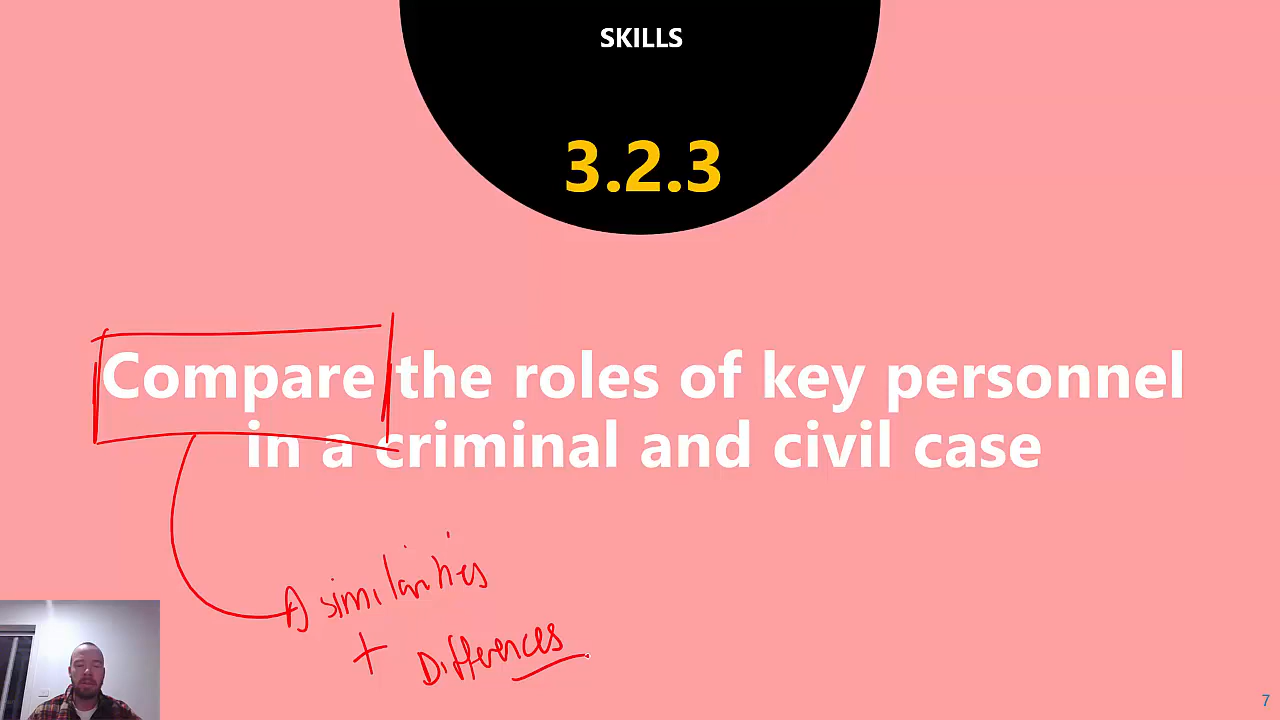 SKILLS
3.2.3
Compare the roles of key personnel
in a criminal and civil case
similarities
+ Differences
7